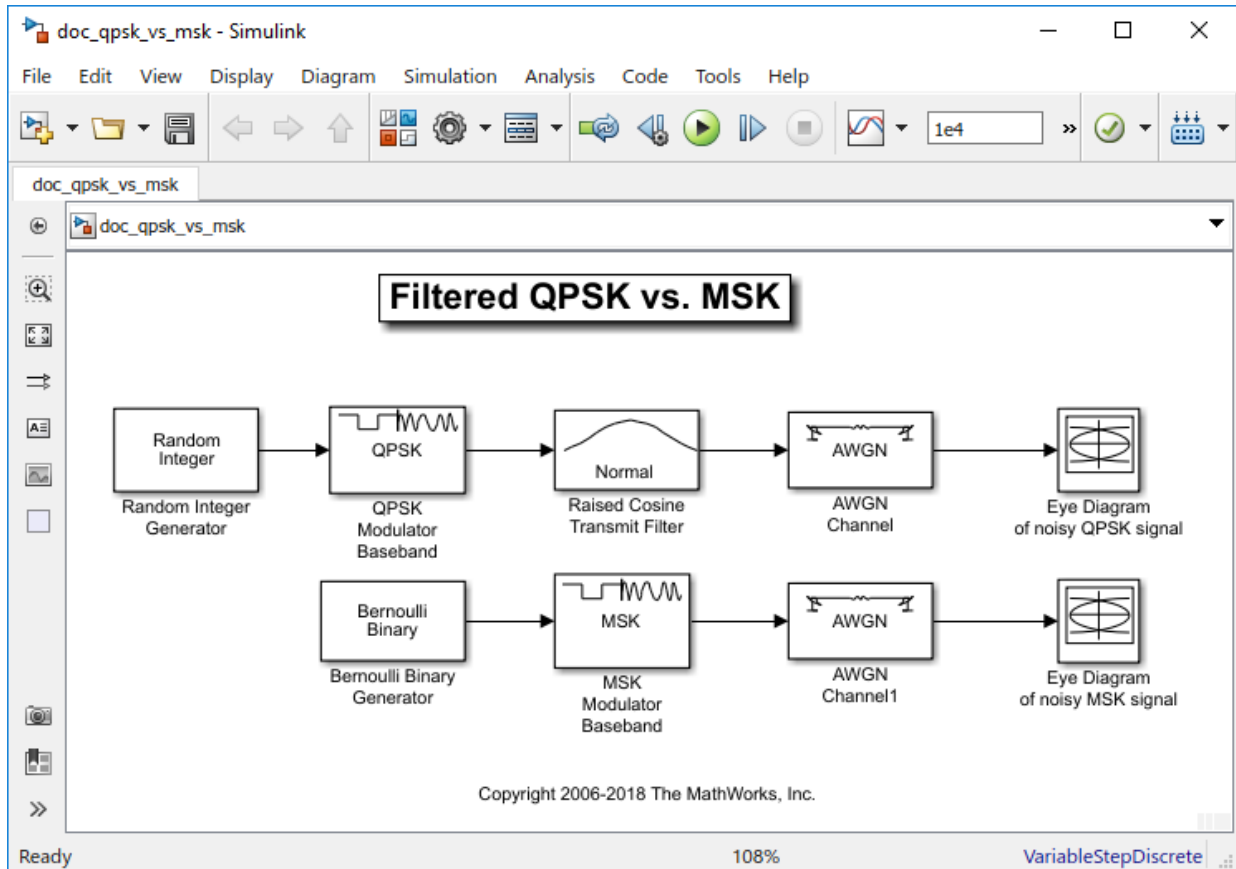 doc_qpsk_vs_msk - Simulink
File Edit View Display Diagram Simulation Analysis Code Tools Help
1e4 »
doc_qpsk_vs_msk
doc_qpsk_vs_msk
Filtered QPSK vs. MSK
Random
Integer
Random Integer
Generator
QPSK
QPSK
Modulator
Baseband
Normal
Raised Cosine
Transmit Filter
AWGN
AWGN
Channel
Eye Diagram
of noisy QPSK signal
Bernoulli
Binary
Bernoulli Binary
Generator
MSK
MSK
Modulator
Baseband
AWGN
AWGN
Channel1
Eye Diagram
of noisy MSK signal
Copyright 2006-2018 The MathWorks, Inc.
Ready 108% VariableStepDiscrete